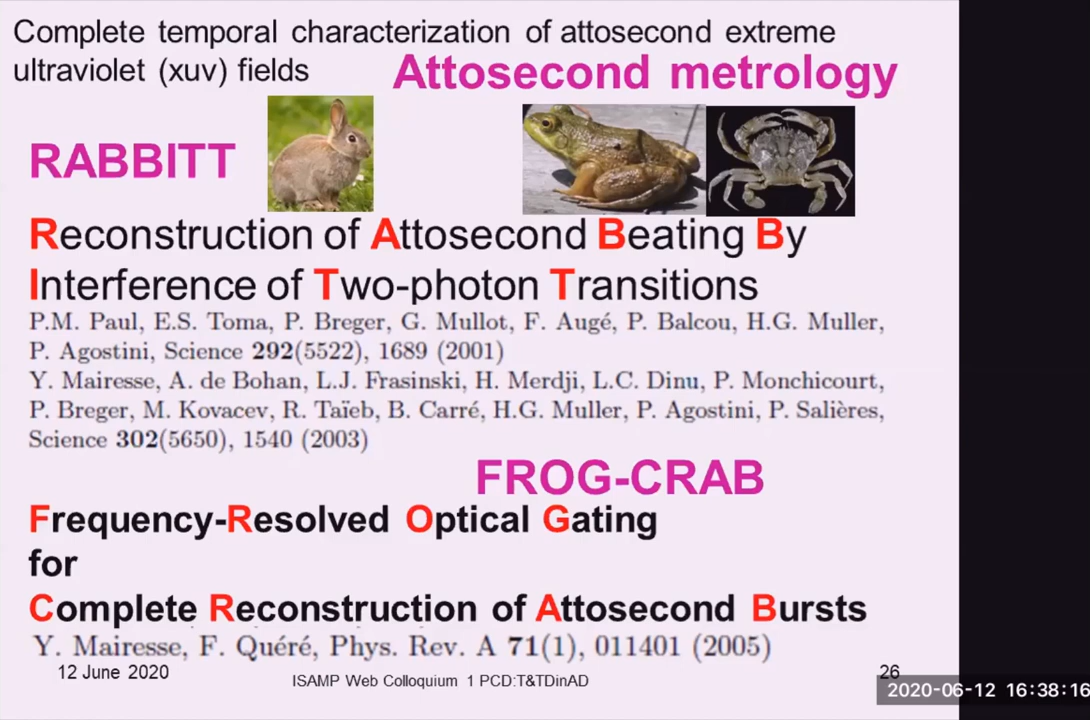 Complete temporal characterization of attosecond extreme
ultraviolet (xuv) fields
Attosecond metrology
RABBITT
Reconstruction of Attosecond Beating By
Interference of Two-photon Transitions
P.M. Paul, E.S. Toma, P. Breger, G. Mullot, F. Augé, P. Balcou, H.G. Muller,
P. Agostini, Science 292(5522), 1689 (2001)
Y. Mairesse, A. de Bohan, L.J. Frasinski, H. Merdji, L.C. Dinu, P. Monchicourt,
P. Breger, M. Kovacev, R. Taïeb, B. Carré, H.G. Muller, P. Agostini, P. Salières,
Science 302(5650), 1540 (2003)
FROG-CRAB
Frequency-Resolved Optical Gating
for
Complete Reconstruction of Attosecond Bursts
Y. Mairesse, F. Quéré, Phys. Rev. A 71(1), 011401 (2005)
12 June 2020
ISAMP Web Colloquium 1 PCD:T&TDinAD
26
2020-06-12 16:38:16